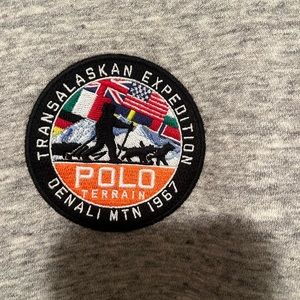 TRANSALASKAN EXPEDITION
POLO
TERRAIN
DENALI MTN 1967